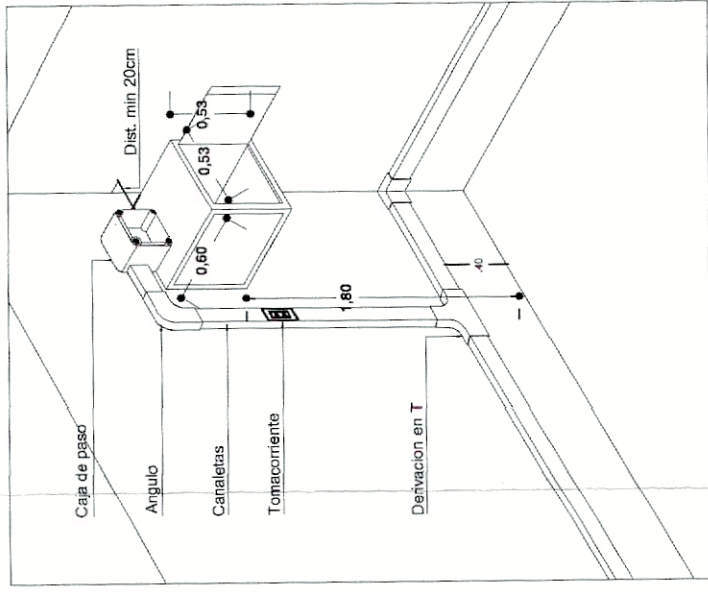 Caja de paso
Angulo
Canaletas
Tomacorriente
Derivacion en T
Dist. min 20cm
0,53
0,53
0,60
1,80
.40